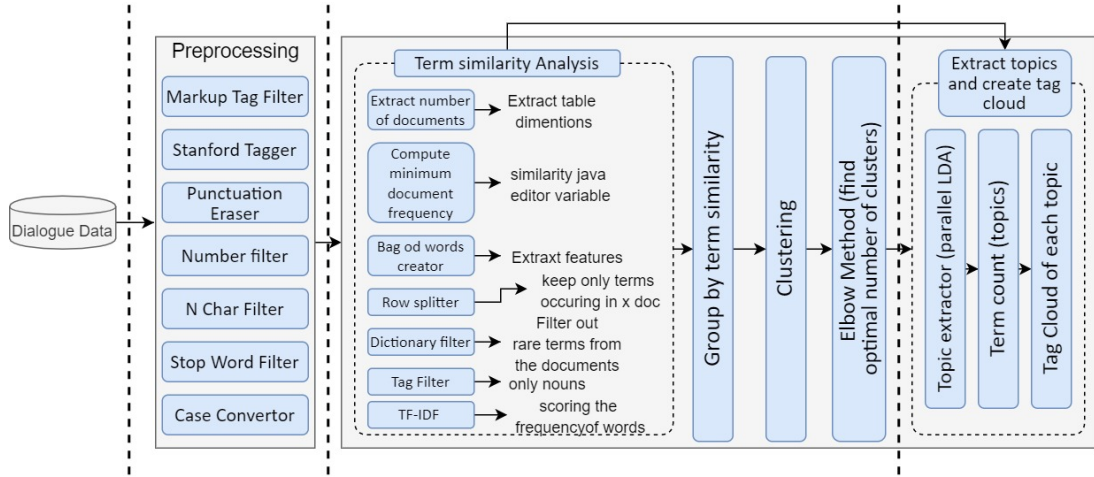 Dialogue Data
Preprocessing
Markup Tag Filter
Stanford Tagger
Punctuation
Eraser
Number filter
N Char Filter
Stop Word Filter
Case Convertor
Term similarity Analysis
Extract number
of documents
Extract table
dimentions
Compute
minimum
document
frequency
similarity java
editor variable
Bag od words
creator
Extraxt features
Row splitter
keep only terms
occuring in x doc
Dictionary filter
Filter out
rare terms from
the documents
Tag Filter
only nouns
TF-IDF
scoring the
frequencyof words
Group by term similarity
Clustering
Elbow Method (find
optimal number of clusters)
Extract topics
and create tag
cloud
Topic extractor (parallel LDA)
Term count (topics)
Tag Cloud of each topic